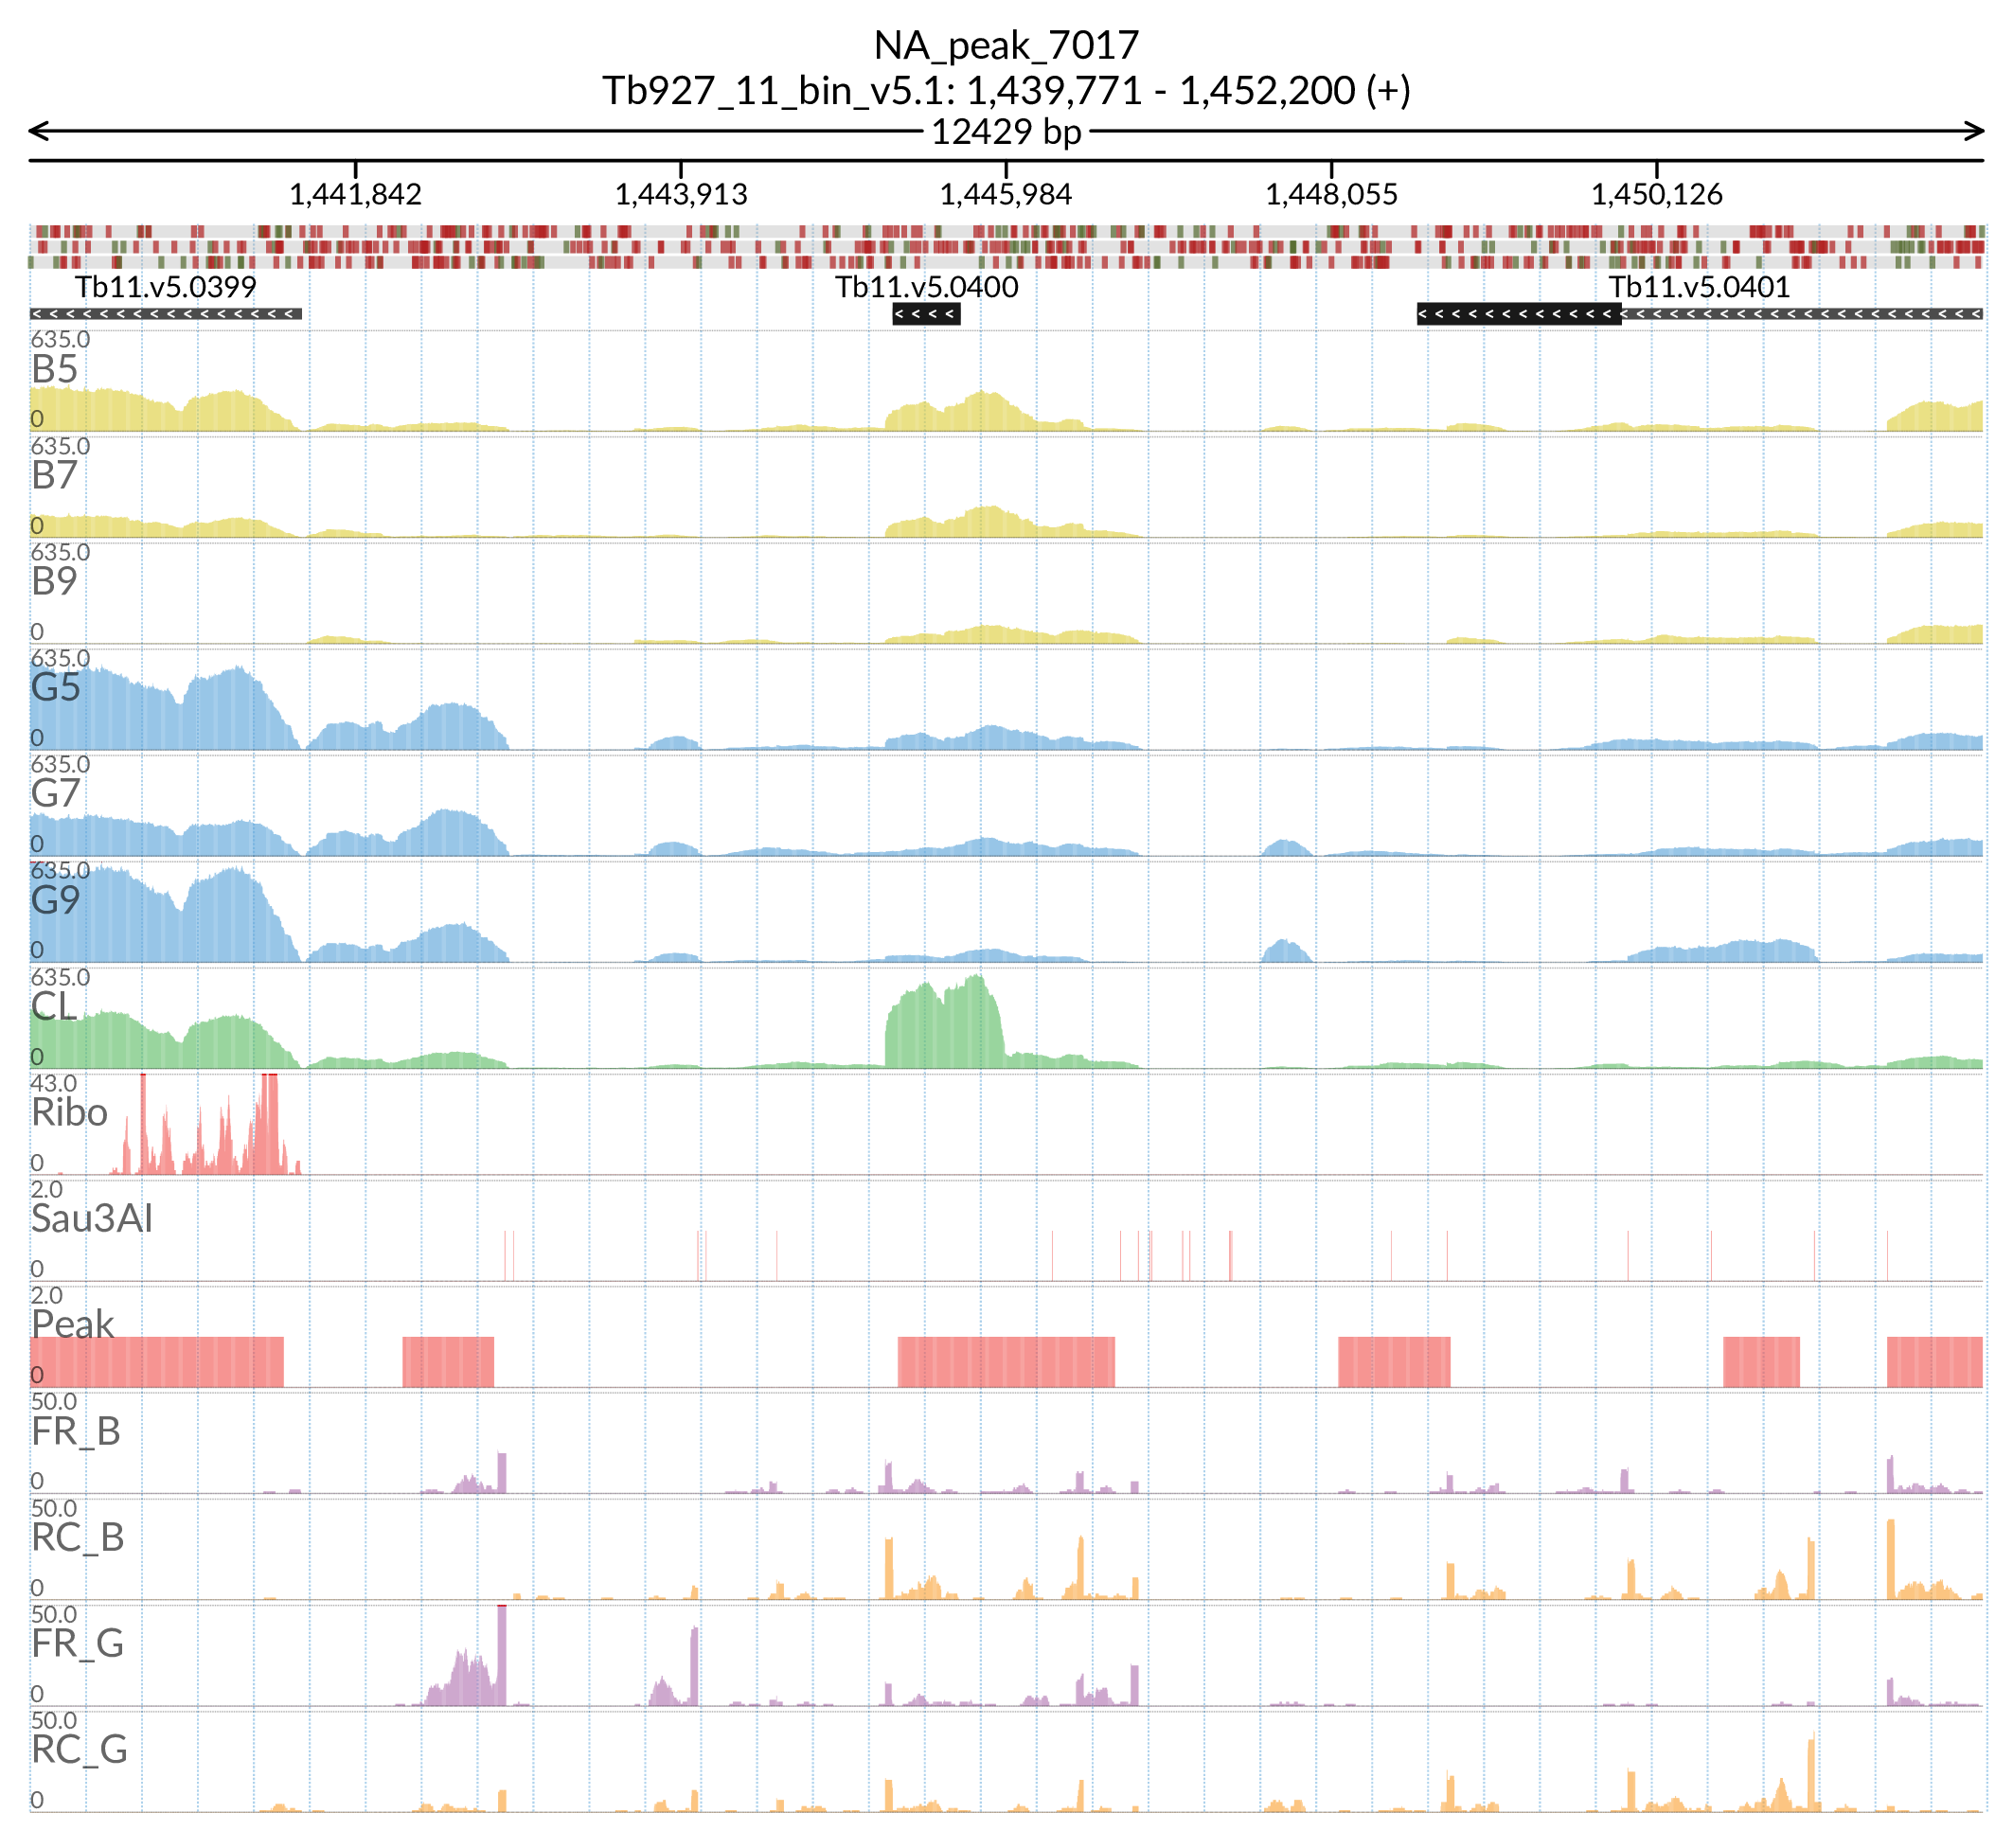 NA_peak_7017
Tb927_11_bin_v5.1: 1,439,771 - 1,452,200 (+)
12429 bp
1,441,842 1,443,913 1,445,984 1,448,055 1,450,126
Tb11.v5.0399 Tb11.v5.0400 Tb11.v5.0401
635.0
B5
0
635.0
B7
0
635.0
B9
0
635.0
G5
0
635.0
G7
0
635.0
G9
0
635.0
CL
0
43.0
Ribo
0
2.0
Sau3AI
0
2.0
Peak
0
50.0
FR_B
0
50.0
RC_B
0
50.0
FR_G
0
50.0
RC_G
0